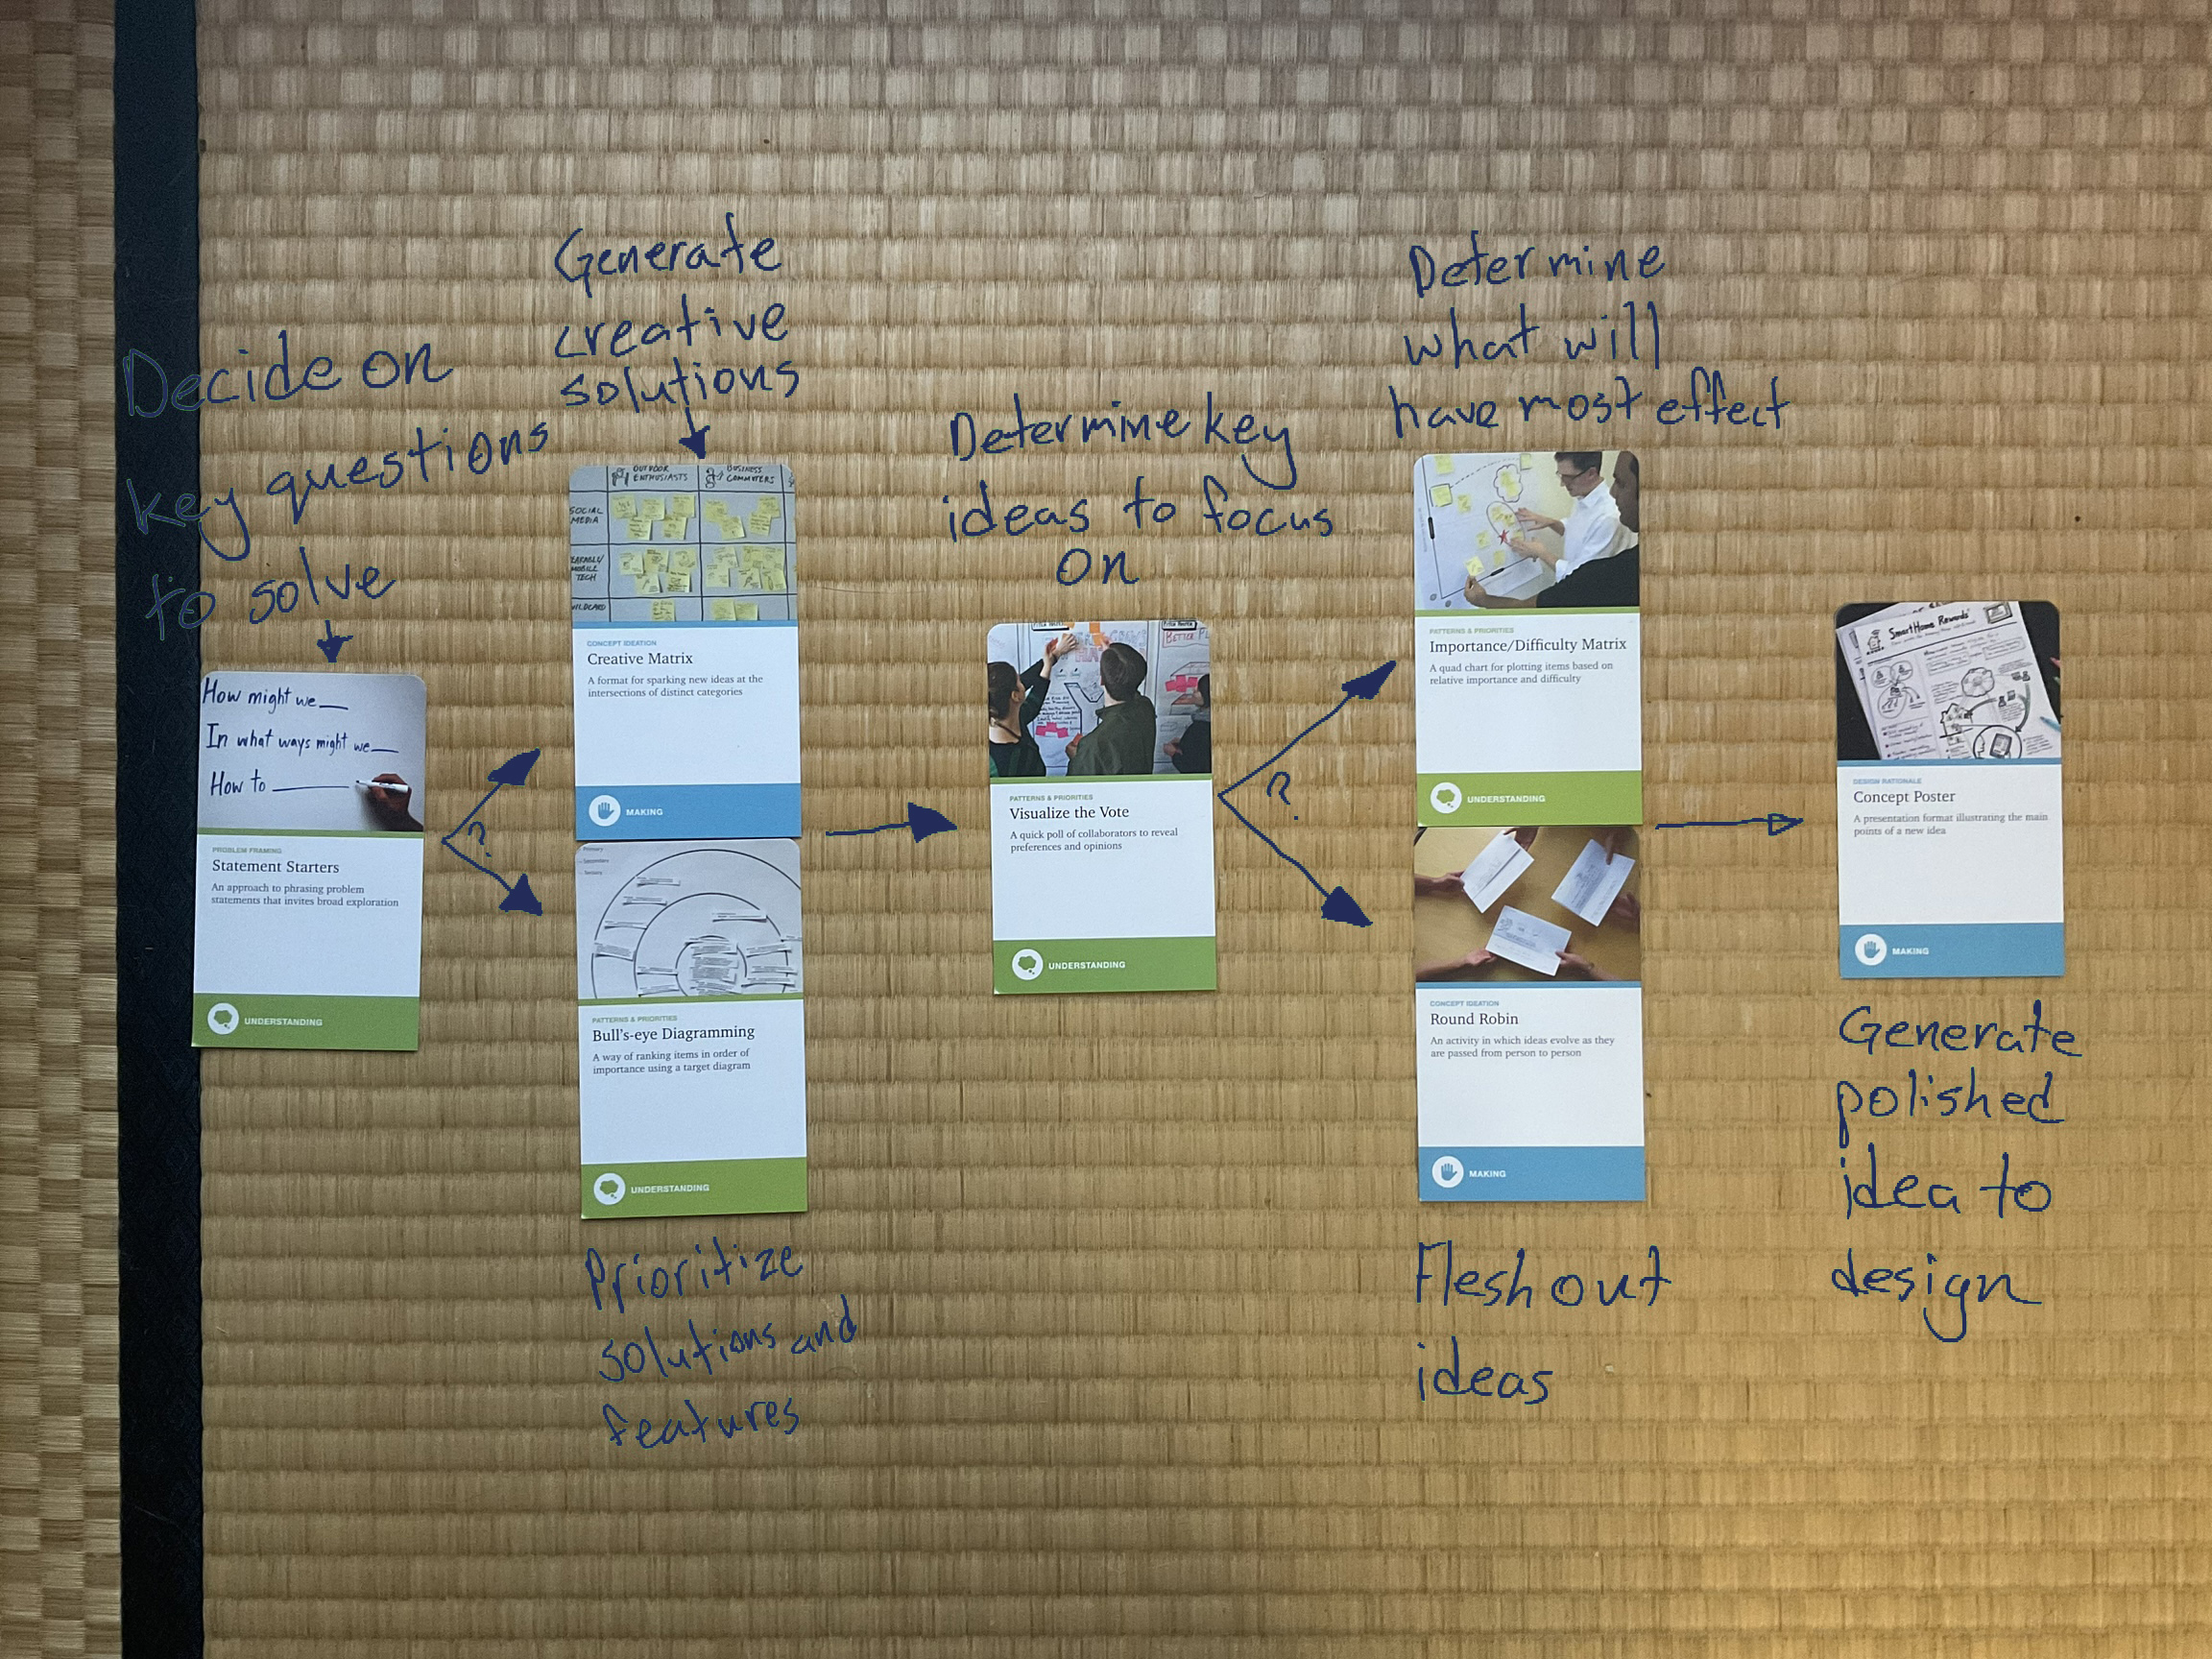 Decide on
key questions
to solve
How might we
In what ways might we
How to
PROBLEM FRAMING
Statement Starters
An approach to phrasing problem
statements that invites broad exploration
UNDERSTANDING
?
Generate
creative
solutions
OUTDOOR
ENTHUSIASTS
BUSINESS
COMMUTERS
SOCIAL
MEDIA
TECH
WILDCARD
CONCEPT IDEATION
Creative Matrix
A format for sparking new ideas at the
intersections of distinct categories
MAKING
Primary
Secondary
Tertiary
PATTERNS & PRIORITIES
Bull's-eye Diagramming
A way of ranking items in order of
importance using a target diagram
UNDERSTANDING
Prioritize
solutions and
features
Determine key
ideas to focus
on
PATTERNS & PRIORITIES
Visualize the Vote
A quick poll of collaborators to reveal
preferences and opinions
UNDERSTANDING
?
Determine
what will
have most effect
PATTERNS & PRIORITIES
Importance/Difficulty Matrix
A quad chart for plotting items based on
relative importance and difficulty
UNDERSTANDING
CONCEPT IDEATION
Round Robin
An activity in which ideas evolve as they
are passed from person to person
MAKING
Flesh out
ideas
Smart Home Rewards
DESIGN RATIONALE
Concept Poster
A presentation format illustrating the main
points of a new idea
MAKING
Generate
polished
idea to
design